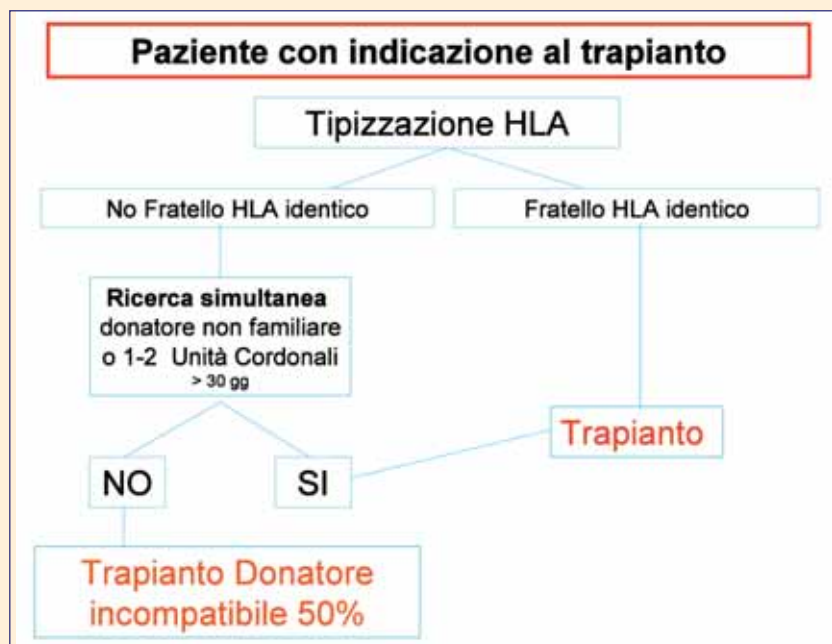 Paziente con indicazione al trapianto
Tipizzazione HLA
No Fratello HLA identico
Fratello HLA identico
Ricerca simultanea
donatore non familiare
o 1-2 Unità Cordonali
> 30 gg
Trapianto
NO
SI
Trapianto Donatore
incompatibile 50%